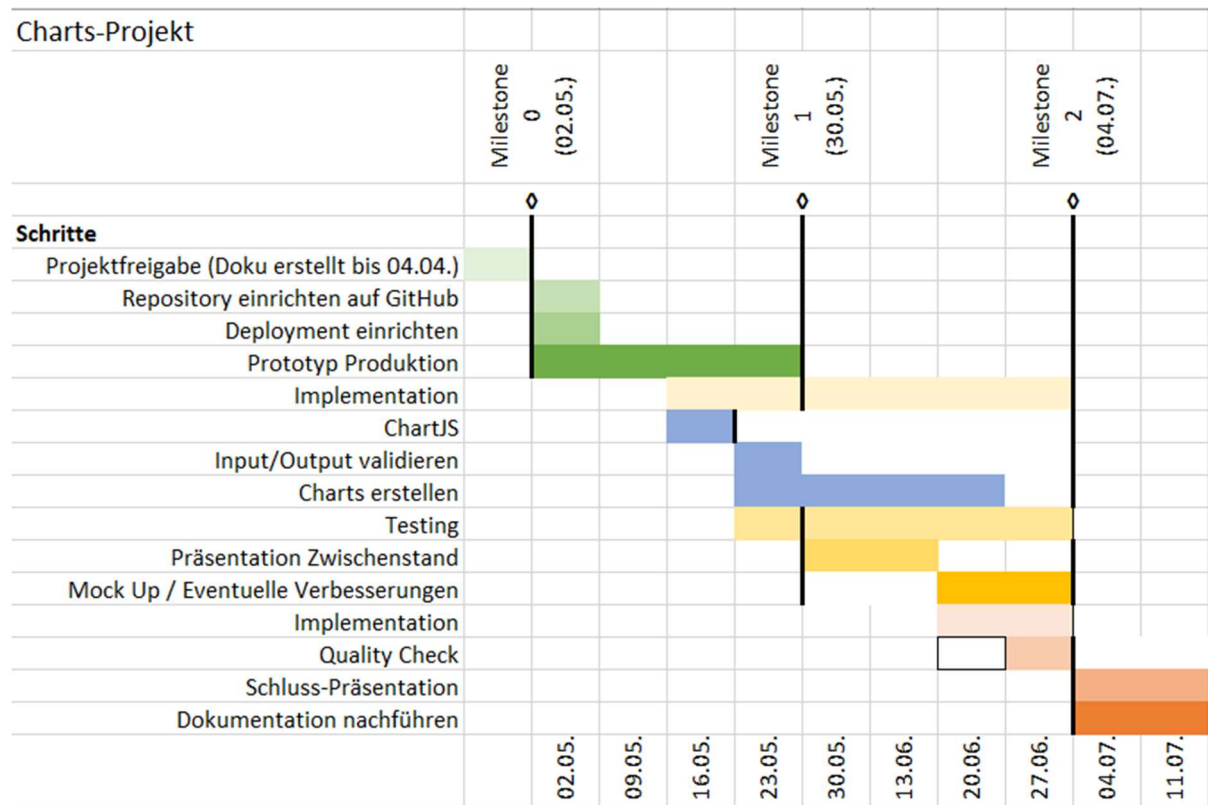 Charts-Projekt
Milestone
0
(02.05.)
Milestone
1
(30.05.)
Milestone
2
(04.07.)
◊ ◊ ◊
Schritte
Projektfreigabe (Doku erstellt bis 04.04.)
Repository einrichten auf GitHub
Deployment einrichten
Prototyp Produktion
Implementation
ChartJS
Input/Output validieren
Charts erstellen
Testing
Präsentation Zwischenstand
Mock Up / Eventuelle Verbesserungen
Implementation
Quality Check
Schluss-Präsentation
Dokumentation nachführen
02.05.
09.05.
16.05.
23.05.
30.05.
13.06.
20.06.
27.06.
04.07.
11.07.